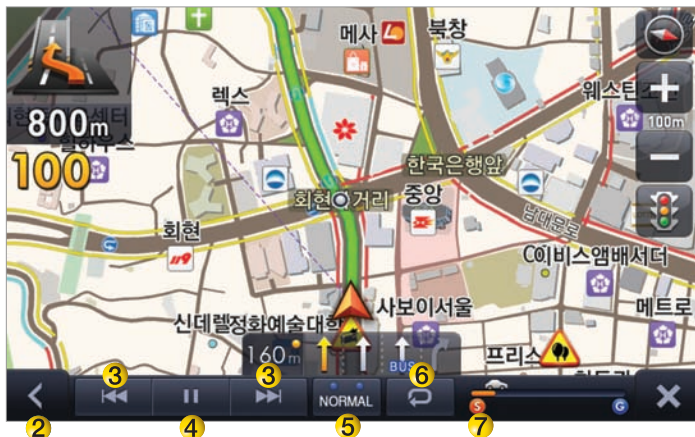 메사
북창
렉스
웨스틴조
800m
100
100m
한국은행앞
회현
거리
중앙
남대문로
회현
119
이비스앰배서더
사보이서울
메트로
신데렐
정화예술대학
160m
BUS
프리스
NORMAL
S
G
③
③
⑥
②
④
⑤
⑦